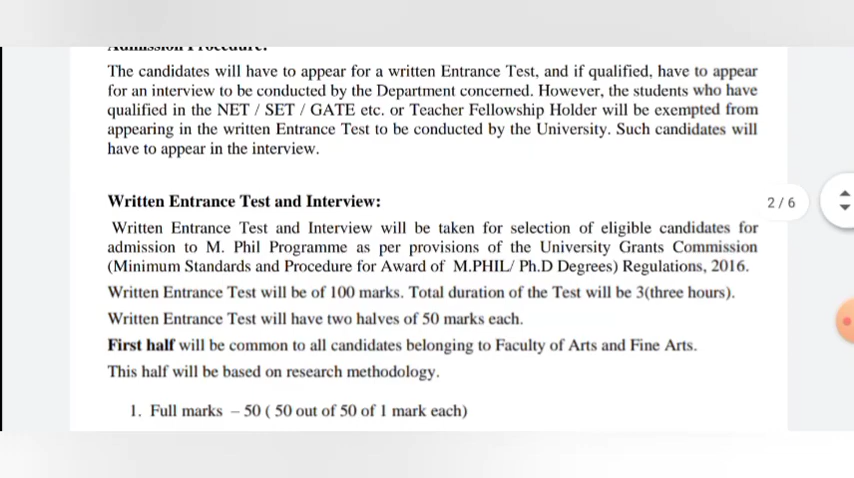 Admission Procedure:
The candidates will have to appear for a written Entrance Test, and if qualified, have to appear
for an interview to be conducted by the Department concerned. However, the students who have
qualified in the NET / SET / GATE etc. or Teacher Fellowship Holder will be exempted from
appearing in the written Entrance Test to be conducted by the University. Such candidates will
have to appear in the interview.
Written Entrance Test and Interview:
2 / 6
Written Entrance Test and Interview will be taken for selection of eligible candidates for
admission to M. Phil Programme as per provisions of the University Grants Commission
(Minimum Standards and Procedure for Award of M.PHIL/ Ph.D Degrees) Regulations, 2016.
Written Entrance Test will be of 100 marks. Total duration of the Test will be 3(three hours).
Written Entrance Test will have two halves of 50 marks each.
First half will be common to all candidates belonging to Faculty of Arts and Fine Arts.
This half will be based on research methodology.
1. Full marks – 50 ( 50 out of 50 of 1 mark each)